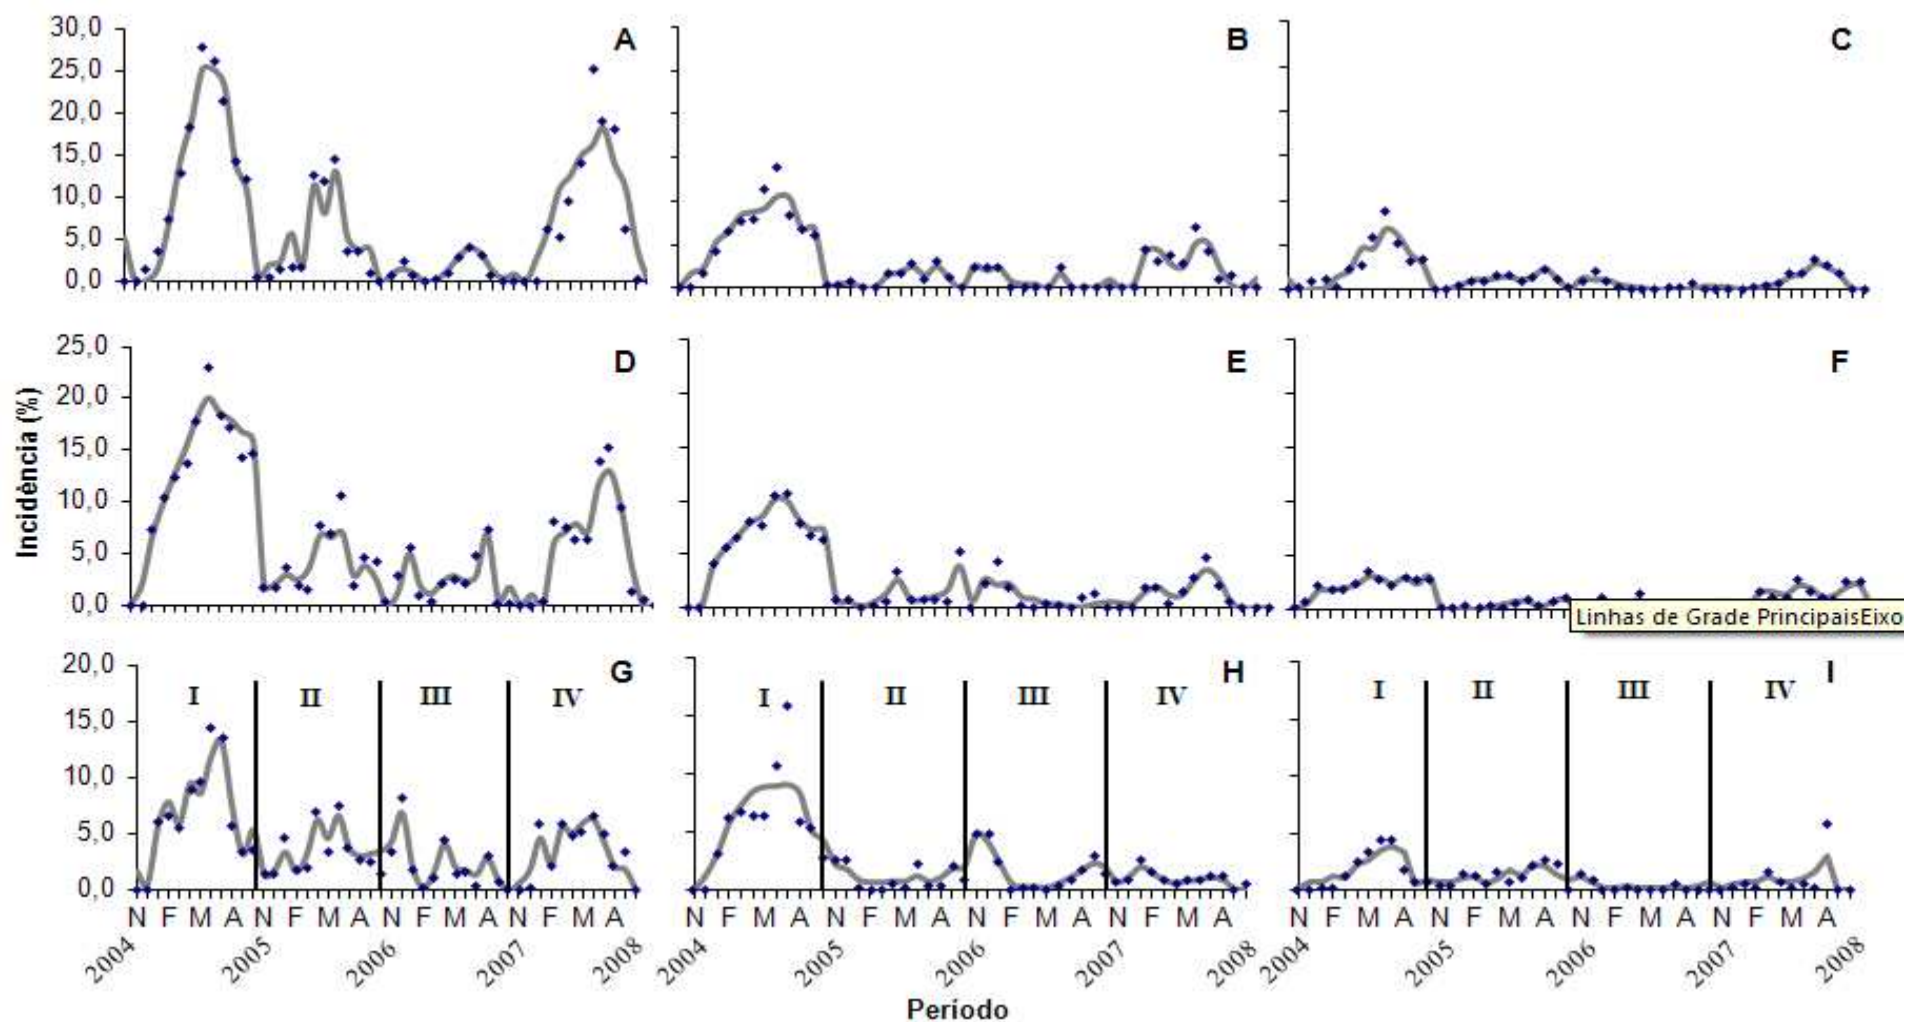 30,0 A B C
25,0
20,0
15,0
10,0
5,0
0,0
25,0 D E F
20,0
15,0
10,0
5,0
0,0
Incidência (%)
Linhas de Grade PrincipaisEixo
20,0 G H I
I II III IV I II III IV I II III IV
15,0
10,0
5,0
0,0
N F M A N F M A N F M A N F M A N F M A N F M A N F M A N F M A N F M A N F M A N F M A N F M A
2004 2005 2006 2007 2008 2004 2005 2006 2007 2008 2004 2005 2006 2007 2008
Período